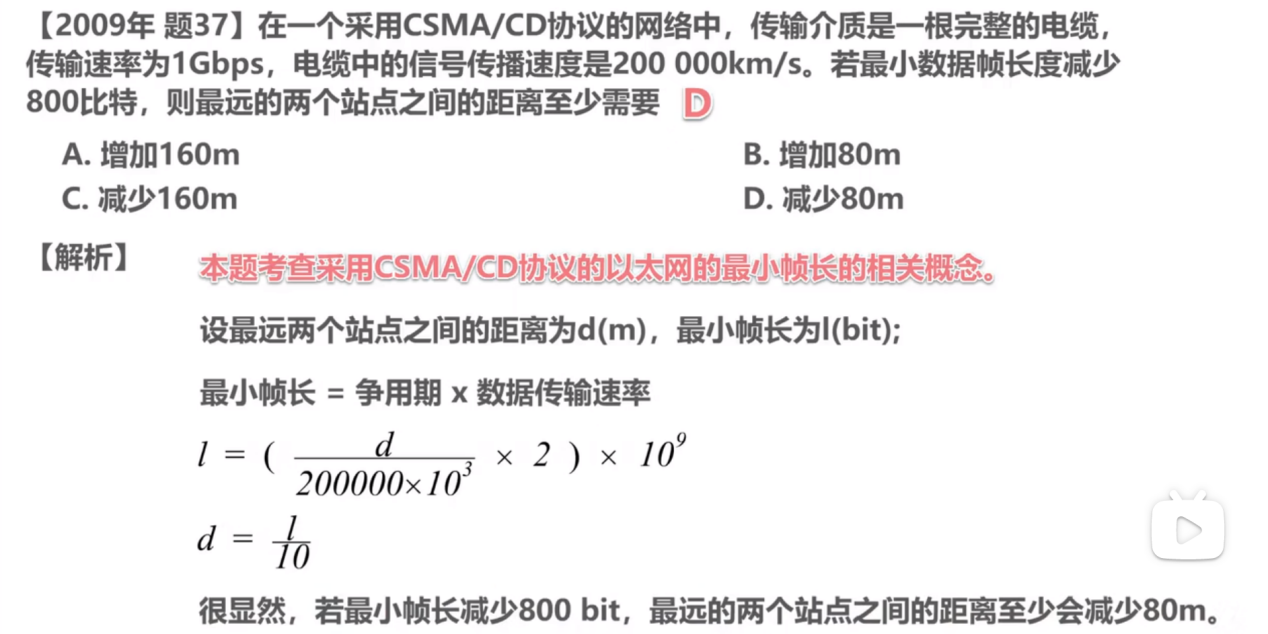 【2009年 题37】在一个采用CSMA/CD协议的网络中，传输介质是一根完整的电缆，
传输速率为1Gbps，电缆中的信号传播速度是200 000km/s。若最小数据帧长度减少
800比特，则最远的两个站点之间的距离至少需要 D
A. 增加160m B. 增加80m
C. 减少160m D. 减少80m
【解析】
本题考查采用CSMA/CD协议的以太网的最小帧长的相关概念。
设最远两个站点之间的距离为d(m)，最小帧长为l(bit);
最小帧长 = 争用期 x 数据传输速率
l = ( d / 200000×10³ × 2 ) × 10⁹
d = l / 10
很显然，若最小帧长减少800 bit，最远的两个站点之间的距离至少会减少80m。